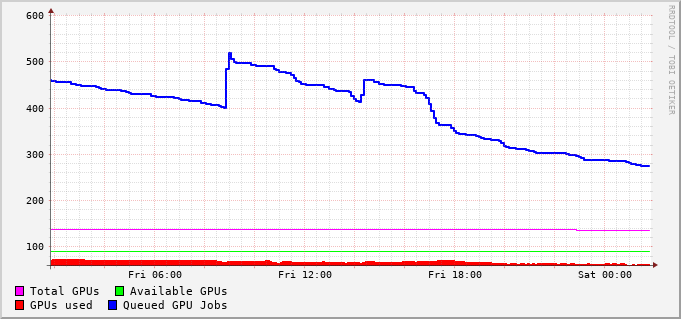 600
500
400
300
200
100
Fri 06:00 Fri 12:00 Fri 18:00 Sat 00:00
Total GPUs Available GPUs
GPUs used Queued GPU Jobs
RRDTOOL / TOBI OETIKER